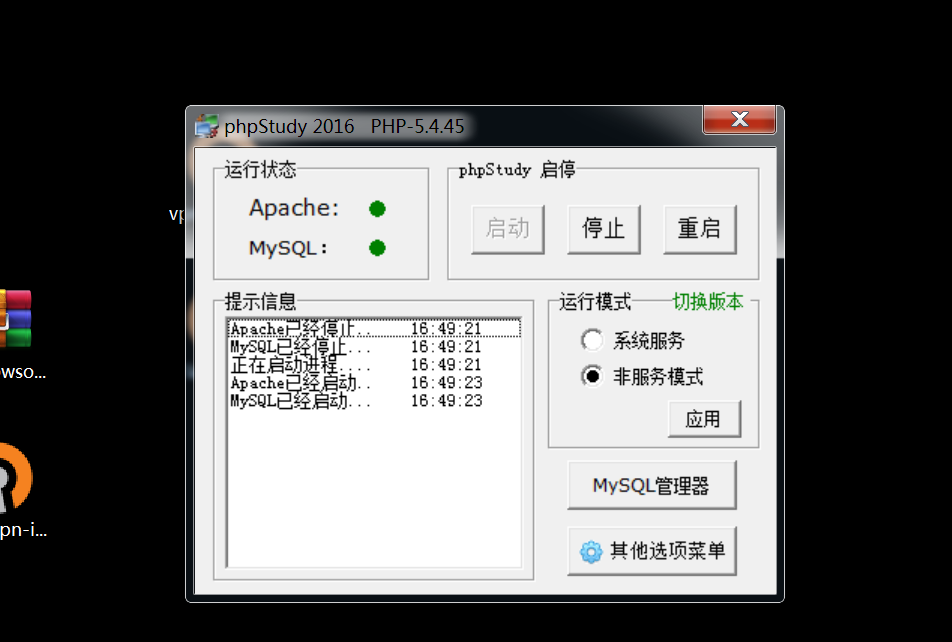 phpStudy 2016 PHP-5.4.45
运行状态
Apache:
MySQL:
phpStudy 启停
启动 停止 重启
提示信息
Apache已经停止.. 16:49:21
MySQL已经停止... 16:49:21
正在启动进程.... 16:49:21
Apache已经启动.. 16:49:23
MySQL已经启动... 16:49:23
运行模式 切换版本
系统服务
非服务模式
应用
MySQL管理器
其他选项菜单
vp
wso...
pn-i...